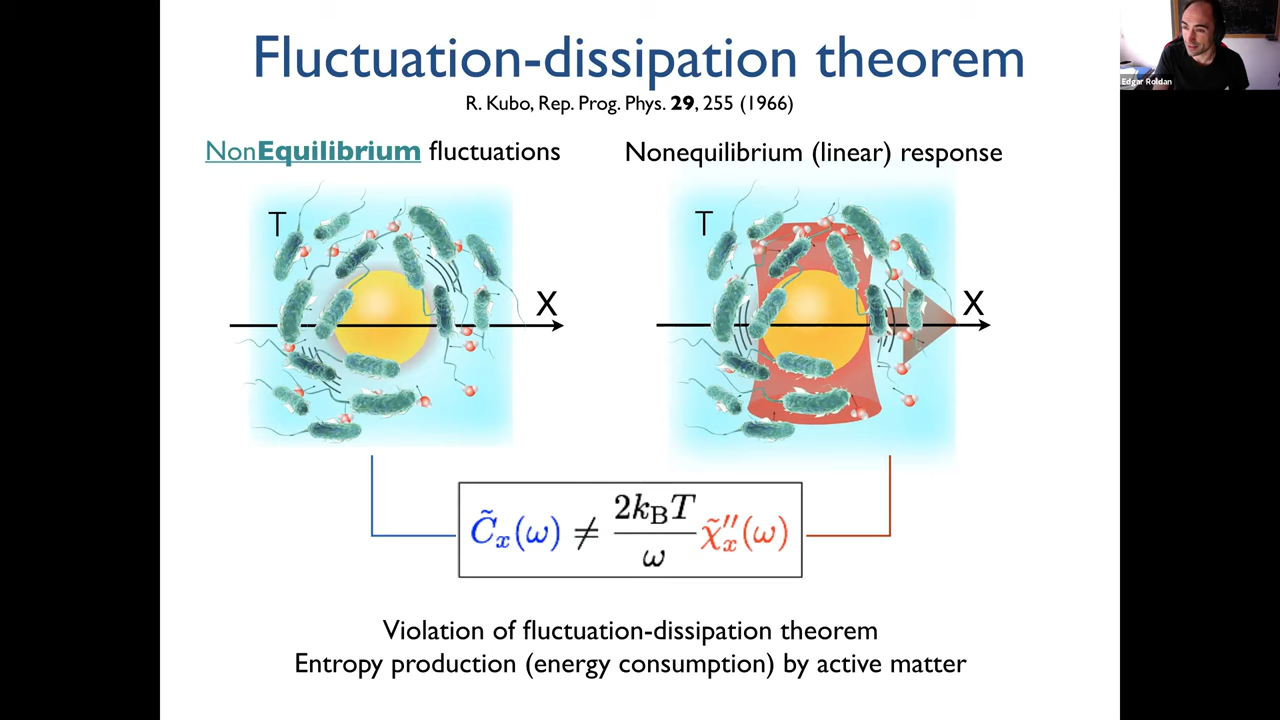 Fluctuation-dissipation theorem
R. Kubo, Rep. Prog. Phys. 29, 255 (1966)
NonEquilibrium fluctuations
Nonequilibrium (linear) response
T
X
T
X
C̃ₓ(ω) ≠ 2k_BT/ω χ̃″ₓ(ω)
Violation of fluctuation-dissipation theorem
Entropy production (energy consumption) by active matter
Edgar Roldan